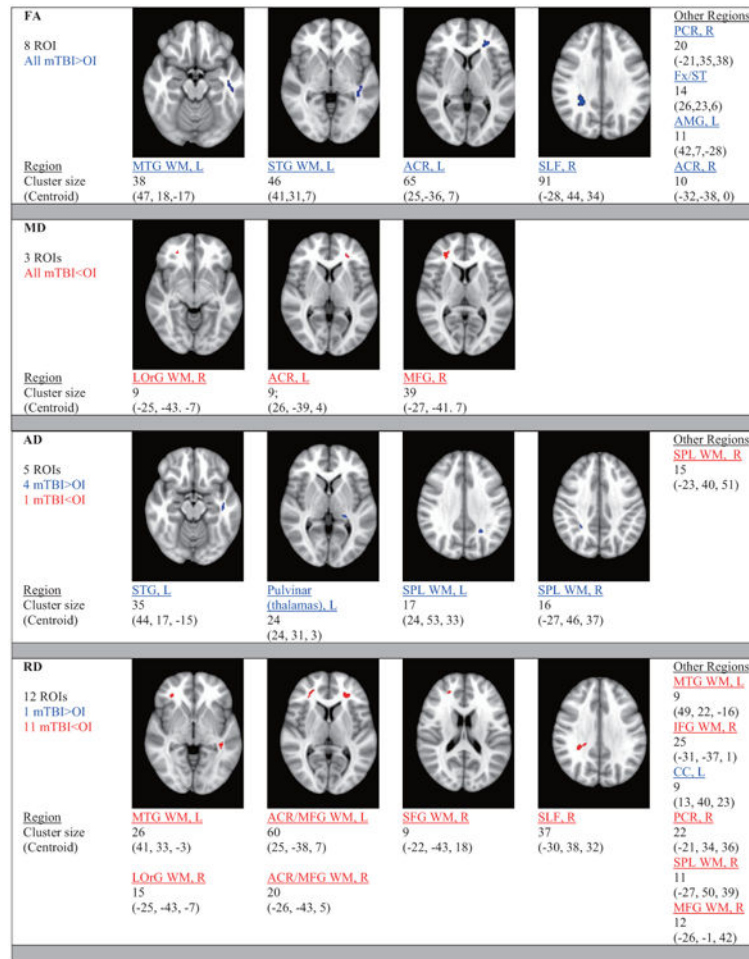 FA
8 ROI
All mTBI>OI
Region
Cluster size
(Centroid)
MTG WM, L
38
(47, 18,-17)
STG WM, L
46
(41,31,7)
ACR, L
65
(25,-36, 7)
SLF, R
91
(-28, 44, 34)
Other Regions
PCR, R
20
(-21,35,38)
Fx/ST
14
(26,23,6)
AMG, L
11
(42,7,-28)
ACR, R
10
(-32,-38, 0)
MD
3 ROIs
All mTBI<OI
Region
Cluster size
(Centroid)
LOrG WM, R
9
(-25, -43. -7)
ACR, L
9;
(26, -39, 4)
MFG, R
39
(-27, -41. 7)
AD
5 ROIs
4 mTBI>OI
1 mTBI<OI
Region
Cluster size
(Centroid)
STG, L
35
(44, 17, -15)
Pulvinar
(thalamas), L
24
(24, 31, 3)
SPL WM, L
17
(24, 53, 33)
SPL WM, R
16
(-27, 46, 37)
Other Regions
SPL WM, R
15
(-23, 40, 51)
RD
12 ROIs
1 mTBI>OI
11 mTBI<OI
Region
Cluster size
(Centroid)
MTG WM, L
26
(41, 33, -3)
LOrG WM, R
15
(-25, -43, -7)
ACR/MFG WM, L
60
(25, -38, 7)
ACR/MFG WM, R
20
(-26, -43, 5)
SFG WM, R
9
(-22, -43, 18)
SLF, R
37
(-30, 38, 32)
Other Regions
MTG WM, L
9
(49, 22, -16)
IFG WM, R
25
(-31, -37, 1)
CC, L
9
(13, 40, 23)
PCR, R
22
(-21, 34, 36)
SPL WM, R
11
(-27, 50, 39)
MFG WM, R
12
(-26, -1, 42)